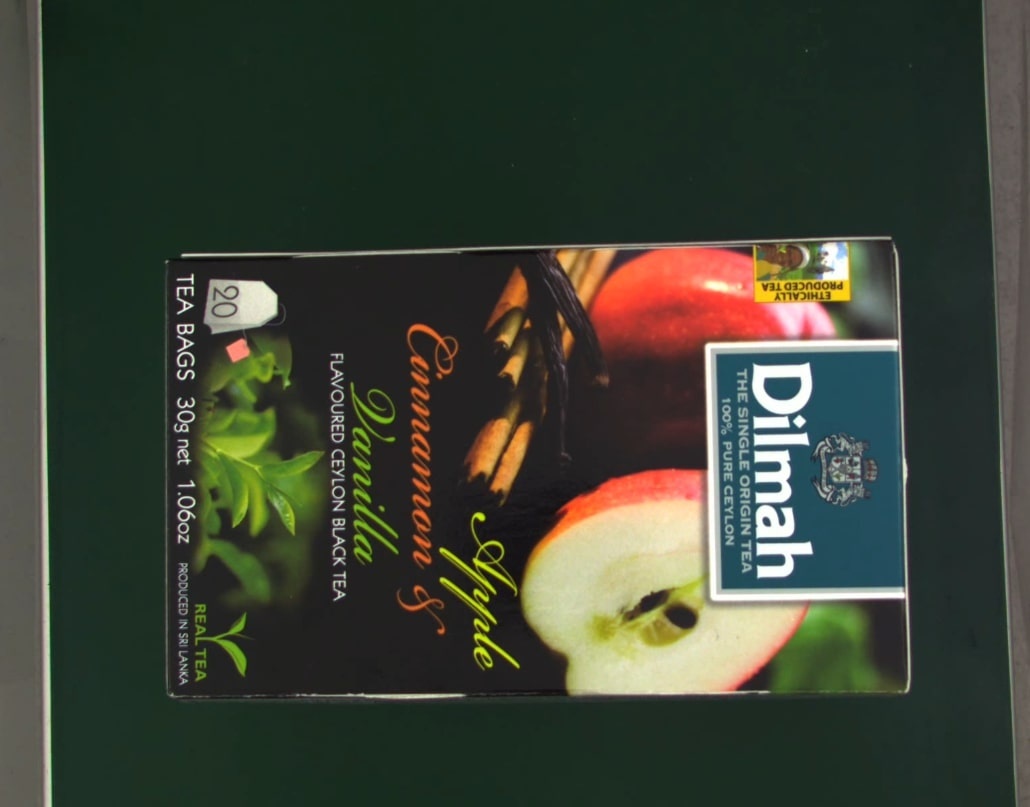 ETHICALLY
PRODUCED TEA
Dilmah
THE SINGLE ORIGIN TEA
100% PURE CEYLON
Apple
Cinnamon &
Vanilla
FLAVOURED CEYLON BLACK TEA
20
REAL TEA
TEA BAGS 30g net 1.06oz PRODUCED IN SRI LANKA